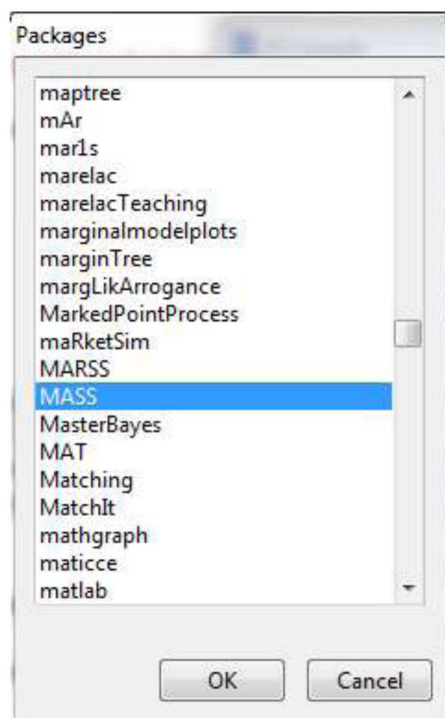 Packages
maptree
mAr
mar1s
marelac
marelacTeaching
marginalmodelplots
marginTree
margLikArrogance
MarkedPointProcess
maRketSim
MARSS
MASS
MasterBayes
MAT
Matching
MatchIt
mathgraph
maticce
matlab
OK
Cancel